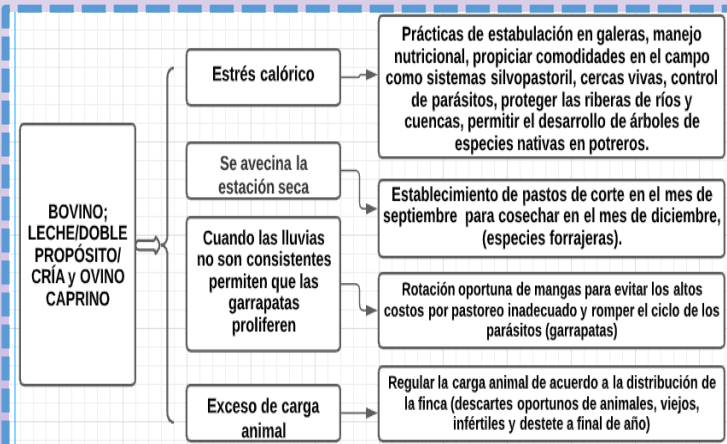 BOVINO;
LECHE/DOBLE
PROPÓSITO/
CRÍA y OVINO
CAPRINO
Estrés calórico
Prácticas de estabulación en galeras, manejo
nutricional, propiciar comodidades en el campo
como sistemas silvopastoril, cercas vivas, control
de parásitos, proteger las riberas de ríos y
cuencas, permitir el desarrollo de árboles de
especies nativas en potreros.
Se avecina la
estación seca
Establecimiento de pastos de corte en el mes de
septiembre para cosechar en el mes de diciembre,
(especies forrajeras).
Cuando las lluvias
no son consistentes
permiten que las
garrapatas
proliferen
Rotación oportuna de mangas para evitar los altos
costos por pastoreo inadecuado y romper el ciclo de los
parásitos (garrapatas)
Exceso de carga
animal
Regular la carga animal de acuerdo a la distribución de
la finca (descartes oportunos de animales, viejos,
infértiles y destete a final de año)